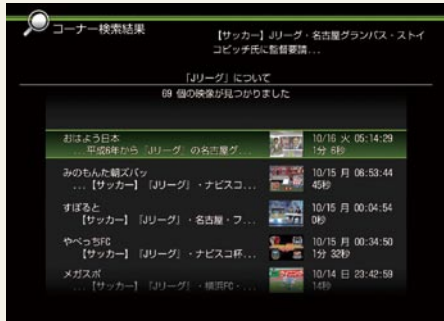 コーナー検索結果
【サッカー】Jリーグ・名古屋グランパス・ストイ
コビッチ氏に監督要請...
「Jリーグ」について
69 個の映像が見つかりました
おはよう日本
10/16 火 05:14:29
...平成6年から「Jリーグ」の名古屋グ...
1分 6秒
みのもんた朝ズバッ
10/15 月 06:53:44
...【サッカー】「Jリーグ」・ナビスコ...
45秒
すぽると
10/15 月 00:04:54
【サッカー】「Jリーグ」・名古屋・フ...
0秒
やべっちFC
10/15 月 00:34:50
【サッカー】「Jリーグ」・ナビスコ杯...
1分 32秒
メガスポ
10/14 日 23:42:59
...【サッカー】「Jリーグ」・横浜FC・...
14秒